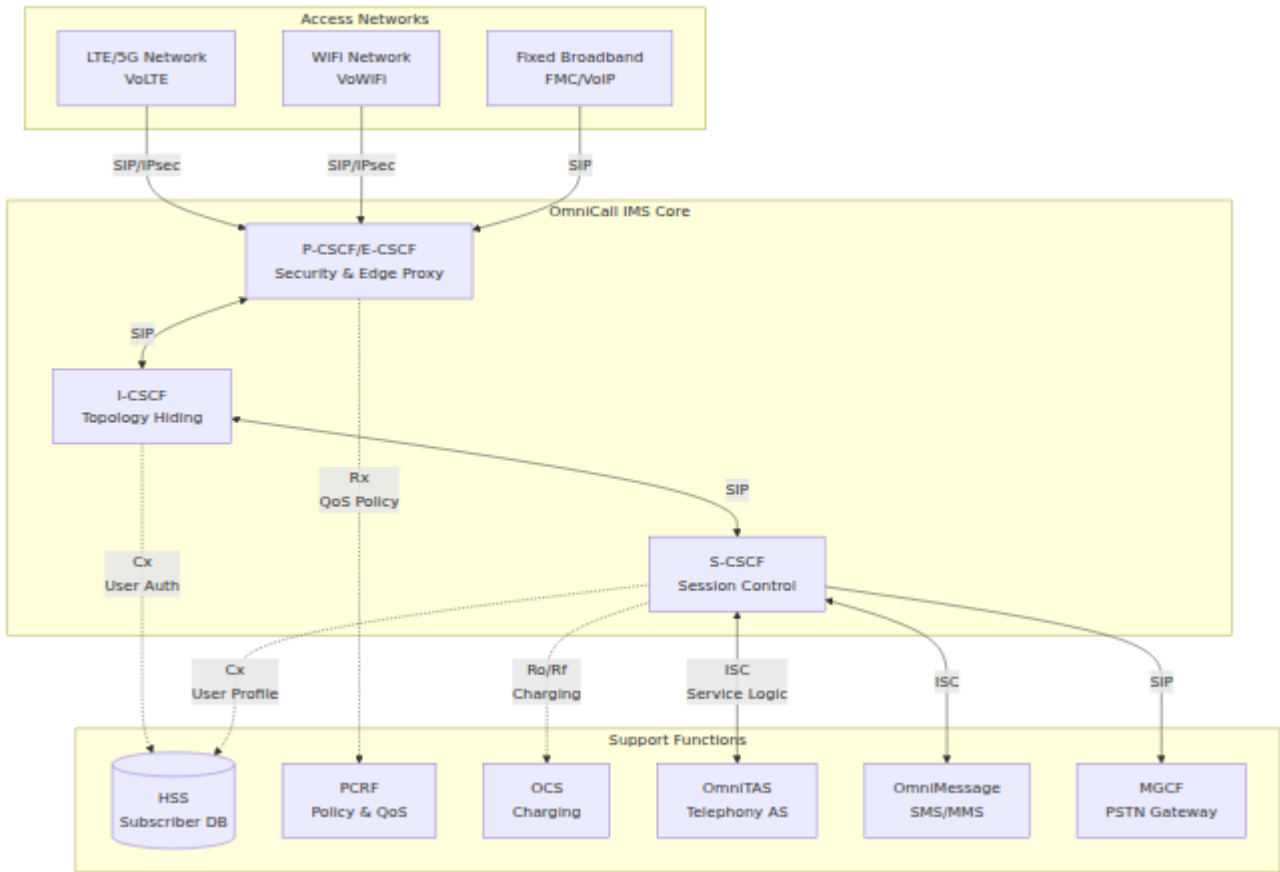 Access Networks
LTE/5G Network
VoLTE
WiFi Network
VoWiFi
Fixed Broadband
FMC/VoIP
SIP/IPsec
SIP/IPsec
SIP
OmniCall IMS Core
P-CSCF/E-CSCF
Security & Edge Proxy
SIP
I-CSCF
Topology Hiding
Rx
QoS Policy
SIP
Cx
User Auth
S-CSCF
Session Control
Cx
User Profile
Ro/Rf
Charging
ISC
Service Logic
ISC
SIP
Support Functions
HSS
Subscriber DB
PCRF
Policy & QoS
OCS
Charging
OmniTAS
Telephony AS
OmniMessage
SMS/MMS
MGCF
PSTN Gateway